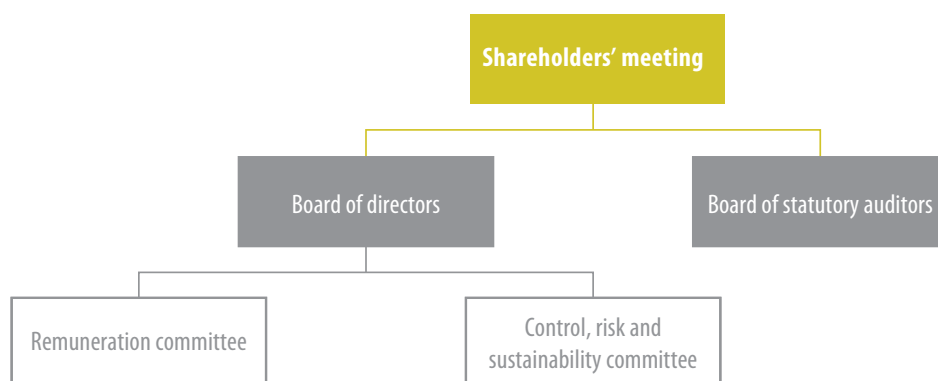 Shareholders’ meeting
Board of directors
Board of statutory auditors
Remuneration committee
Control, risk and
sustainability committee